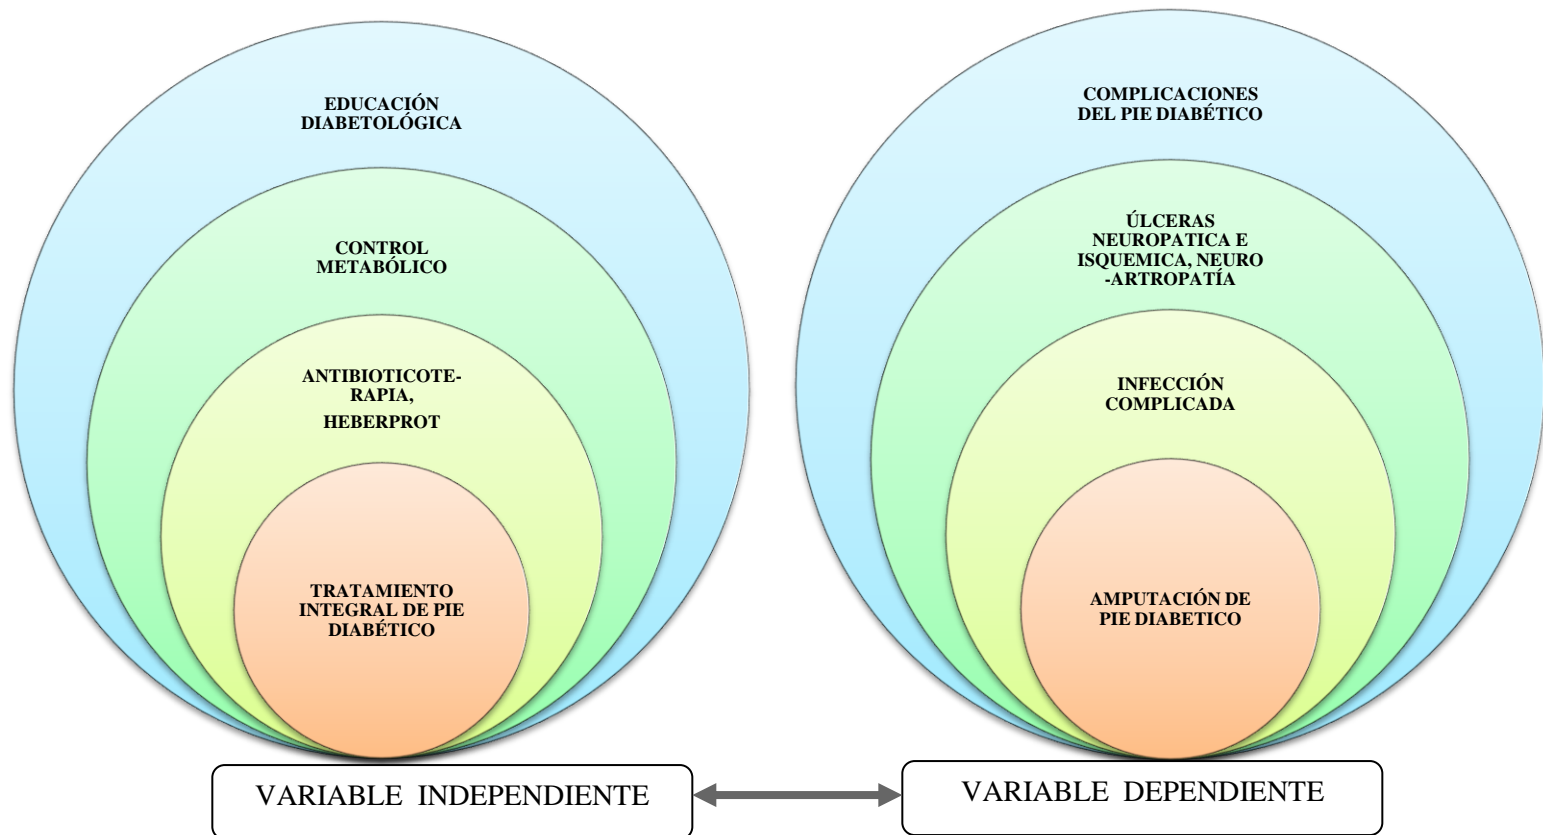 EDUCACIÓN
DIABETOLÓGICA
CONTROL
METABÓLICO
ANTIBIOTICOTE-
RAPIA,
HEBERPROT
TRATAMIENTO
INTEGRAL DE PIE
DIABÉTICO
VARIABLE INDEPENDIENTE
COMPLICACIONES
DEL PIE DIABÉTICO
ÚLCERAS
NEUROPATICA E
ISQUEMICA, NEURO
-ARTROPATÍA
INFECCIÓN
COMPLICADA
AMPUTACIÓN DE
PIE DIABETICO
VARIABLE DEPENDIENTE